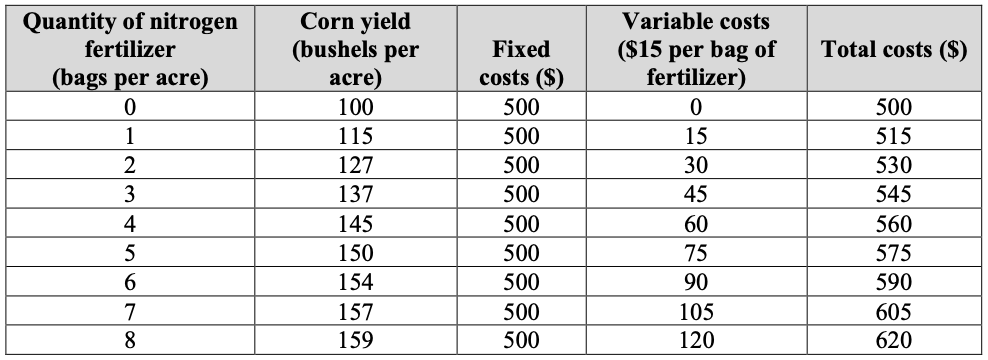 Quantity of nitrogen fertilizer (bags per acre) Corn yield (bushels per acre) Fixed costs ($) Variable costs ($15 per bag of fertilizer) Total costs ($)
0 100 500 0 500
1 115 500 15 515
2 127 500 30 530
3 137 500 45 545
4 145 500 60 560
5 150 500 75 575
6 154 500 90 590
7 157 500 105 605
8 159 500 120 620